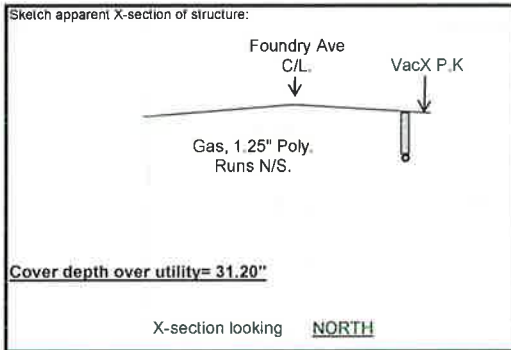 Sketch apparent X-section of structure:
Foundry Ave
C/L.
VacX P.K
Gas, 1.25" Poly.
Runs N/S.
Cover depth over utility= 31.20"
X-section looking NORTH